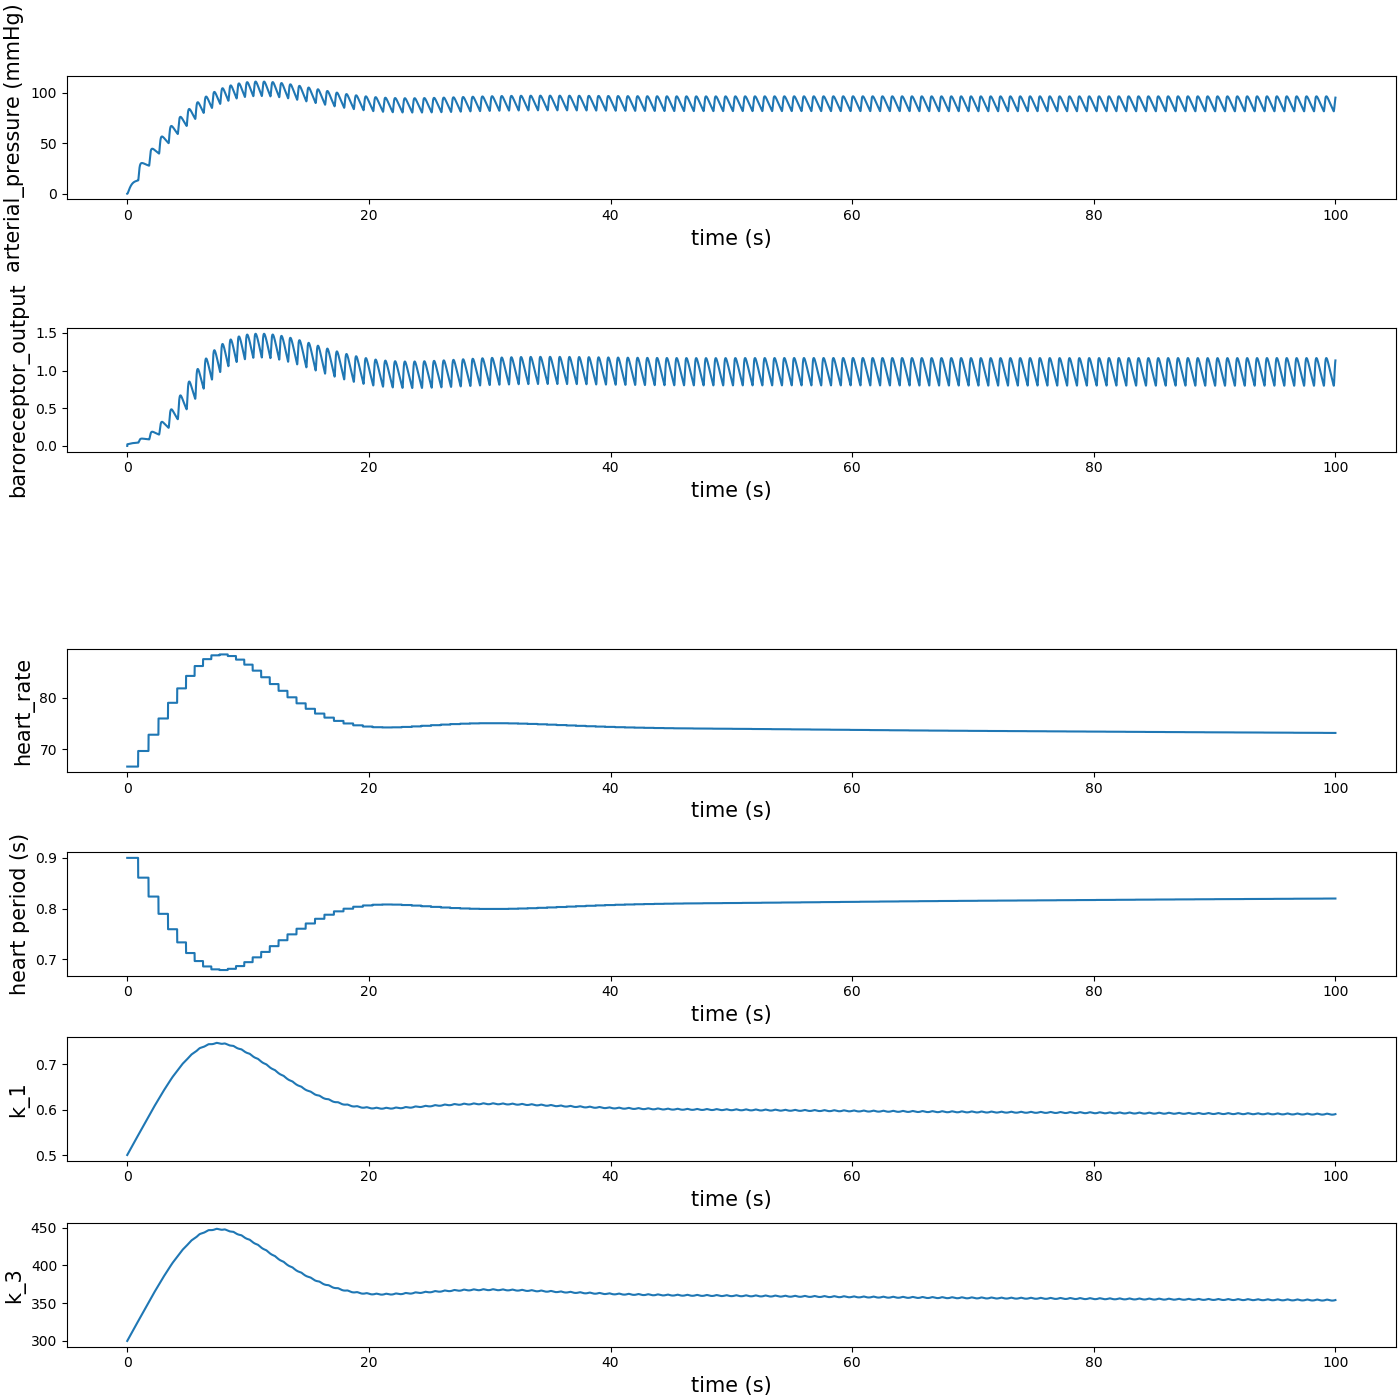 arterial_pressure (mmHg)
100
50
0
0 20 40 60 80 100
time (s)
baroreceptor_output
1.5
1.0
0.5
0.0
0 20 40 60 80 100
time (s)
heart_rate
80
70
0 20 40 60 80 100
time (s)
heart period (s)
0.9
0.8
0.7
0 20 40 60 80 100
time (s)
k_1
0.7
0.6
0.5
0 20 40 60 80 100
time (s)
k_3
450
400
350
300
0 20 40 60 80 100
time (s)